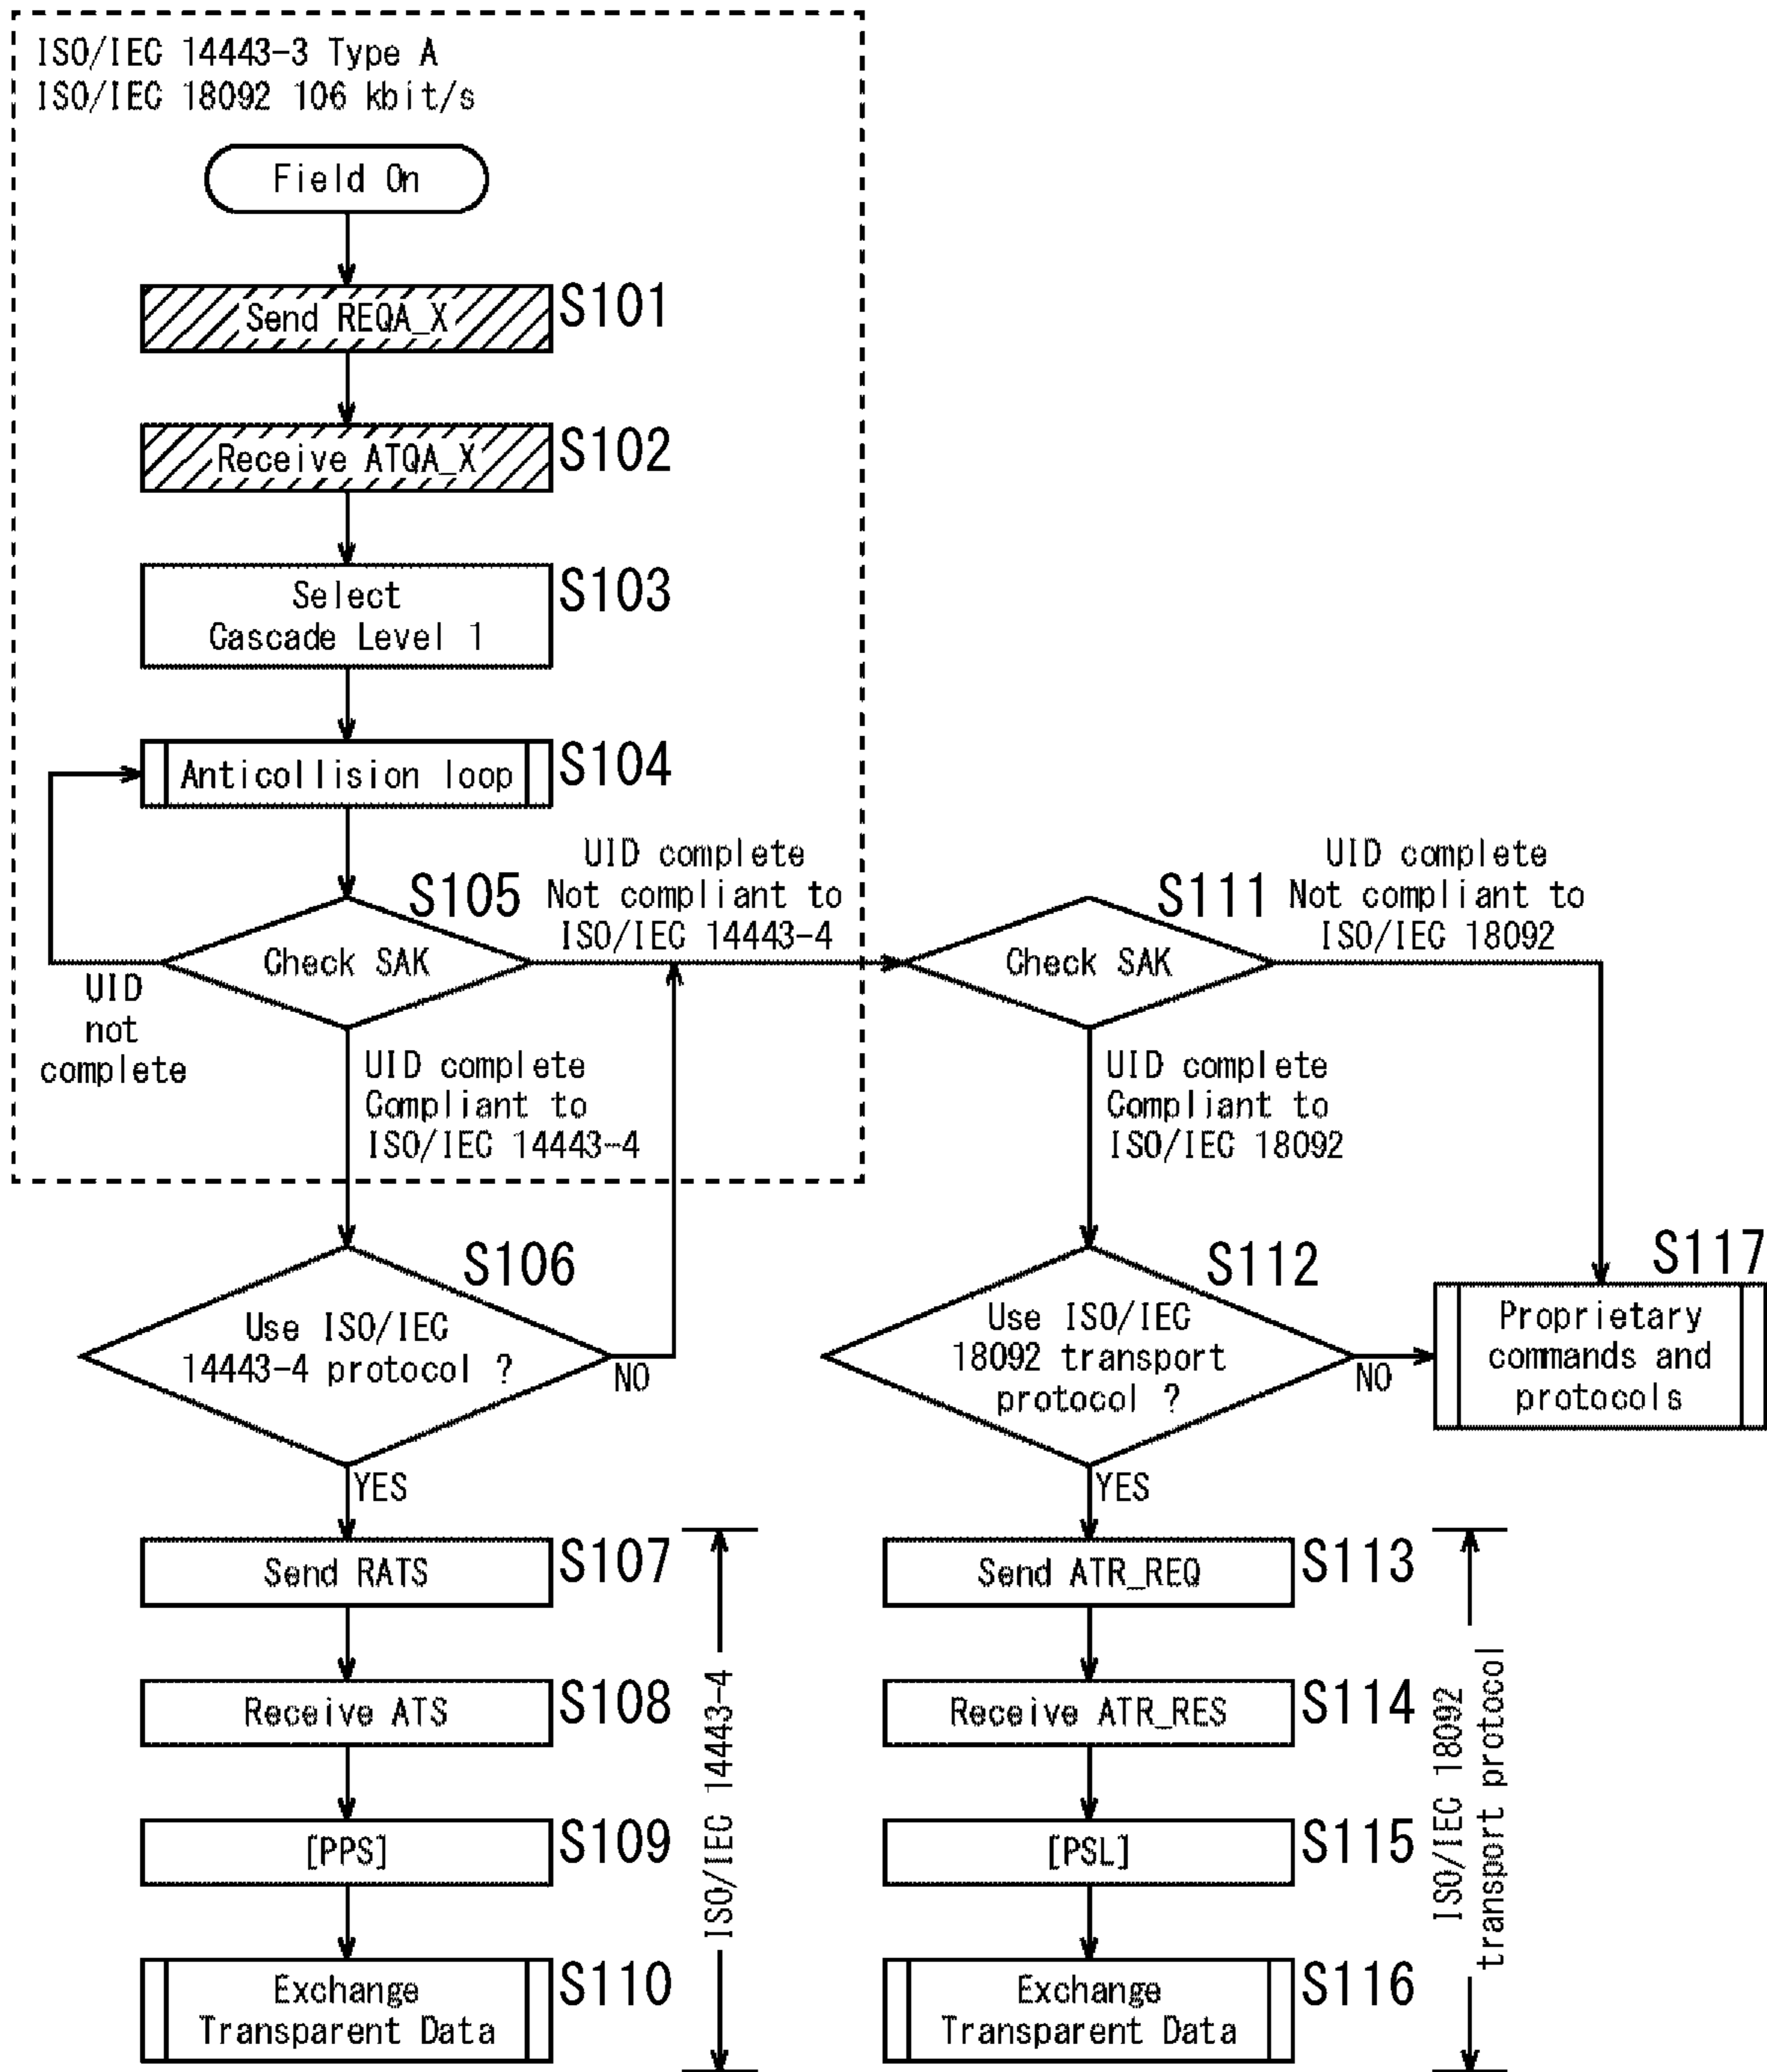 ISO/IEC 14443-3 Type A
ISO/IEC 18092 106 kbit/s
Field On
Send REQA_X
S101
Receive ATQA_X
S102
Select
Cascade Level 1
S103
Anticollision loop
S104
S105
Check SAK
UID
not
complete
UID complete
Not compliant to
ISO/IEC 14443-4
UID complete
Compliant to
ISO/IEC 14443-4
S111
Check SAK
UID complete
Not compliant to
ISO/IEC 18092
UID complete
Compliant to
ISO/IEC 18092
S106
Use ISO/IEC
14443-4 protocol ?
NO
YES
S112
Use ISO/IEC
18092 transport
protocol ?
NO
YES
S117
Proprietary
commands and
protocols
Send RATS
S107
Receive ATS
S108
[PPS]
S109
Exchange
Transparent Data
S110
ISO/IEC 14443-4
Send ATR_REQ
S113
Receive ATR_RES
S114
[PSL]
S115
Exchange
Transparent Data
S116
ISO/IEC 18092
transport protocol